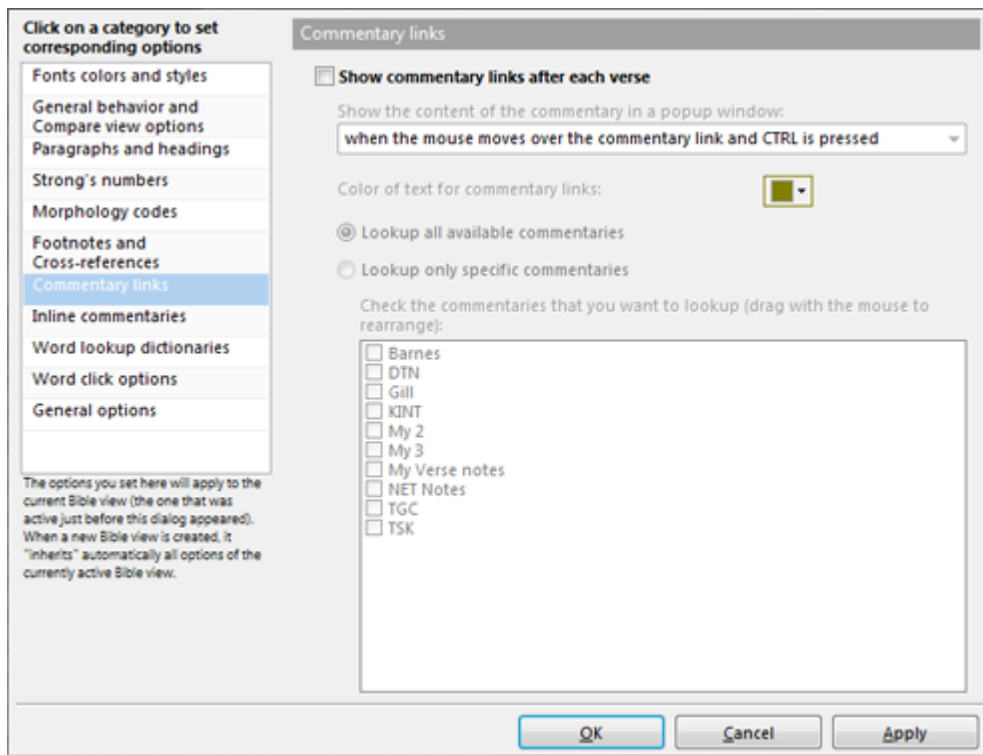 Click on a category to set
corresponding options
Fonts colors and styles
General behavior and
Compare view options
Paragraphs and headings
Strong's numbers
Morphology codes
Footnotes and
Cross-references
Commentary links
Inline commentaries
Word lookup dictionaries
Word click options
General options
The options you set here will apply to the
current Bible view (the one that was
active just before this dialog appeared).
When a new Bible view is created, it
"inherits" automatically all options of the
currently active Bible view.
Commentary links
Show commentary links after each verse
Show the content of the commentary in a popup window:
when the mouse moves over the commentary link and CTRL is pressed
Color of text for commentary links:
Lookup all available commentaries
Lookup only specific commentaries
Check the commentaries that you want to lookup (drag with the mouse to
rearrange):
Barnes
DTN
Gill
KINT
My 2
My 3
My Verse notes
NET Notes
TGC
TSK
OK
Cancel
Apply